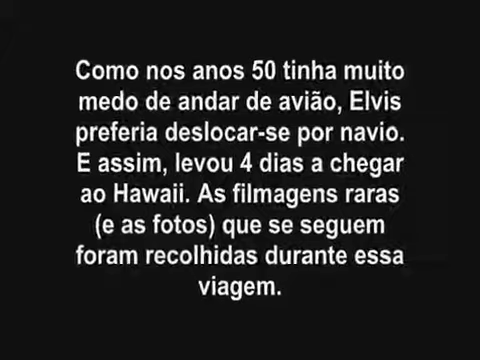 Como nos anos 50 tinha muito
medo de andar de avião, Elvis
preferia deslocar-se por navio.
E assim, levou 4 dias a chegar
ao Hawaii. As filmagens raras
(e as fotos) que se seguem
foram recolhidas durante essa
viagem.